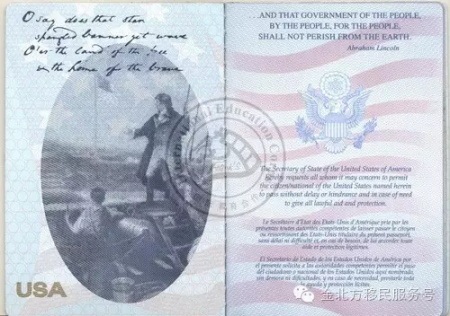 O say does that star
spangled banner yet wave
O'er the land of the free
the home of the brave
USA
...AND THAT GOVERNMENT OF THE PEOPLE,
BY THE PEOPLE, FOR THE PEOPLE,
SHALL NOT PERISH FROM THE EARTH.
Abraham Lincoln
The Secretary of State of the United States of America
hereby requests all whom it may concern to permit
the citizen/national of the United States named herein
to pass without delay or hindrance and in case of need
to give all lawful aid and protection.
Le Secrétaire d'Etat des Etats-Unis d'Amérique prie par les
présentes toutes autorités compétentes de laisser passer le citoyen
ou ressortissant des Etats-Unis titulaire du présent passeport,
sans délai ni difficulté et, en cas de besoin, de lui accorder toute aide
et protection légitimes.
El Secretario de Estado de los Estados Unidos de América
por el presente solicita a las autoridades competentes permitir el paso
del ciudadano o nacional de los Estados Unidos aquí nombrado,
sin demora ni dificultades, y en caso de necesidad, prestarle toda la
ayuda y protección lícitas.
International Education
金北方移民服务号